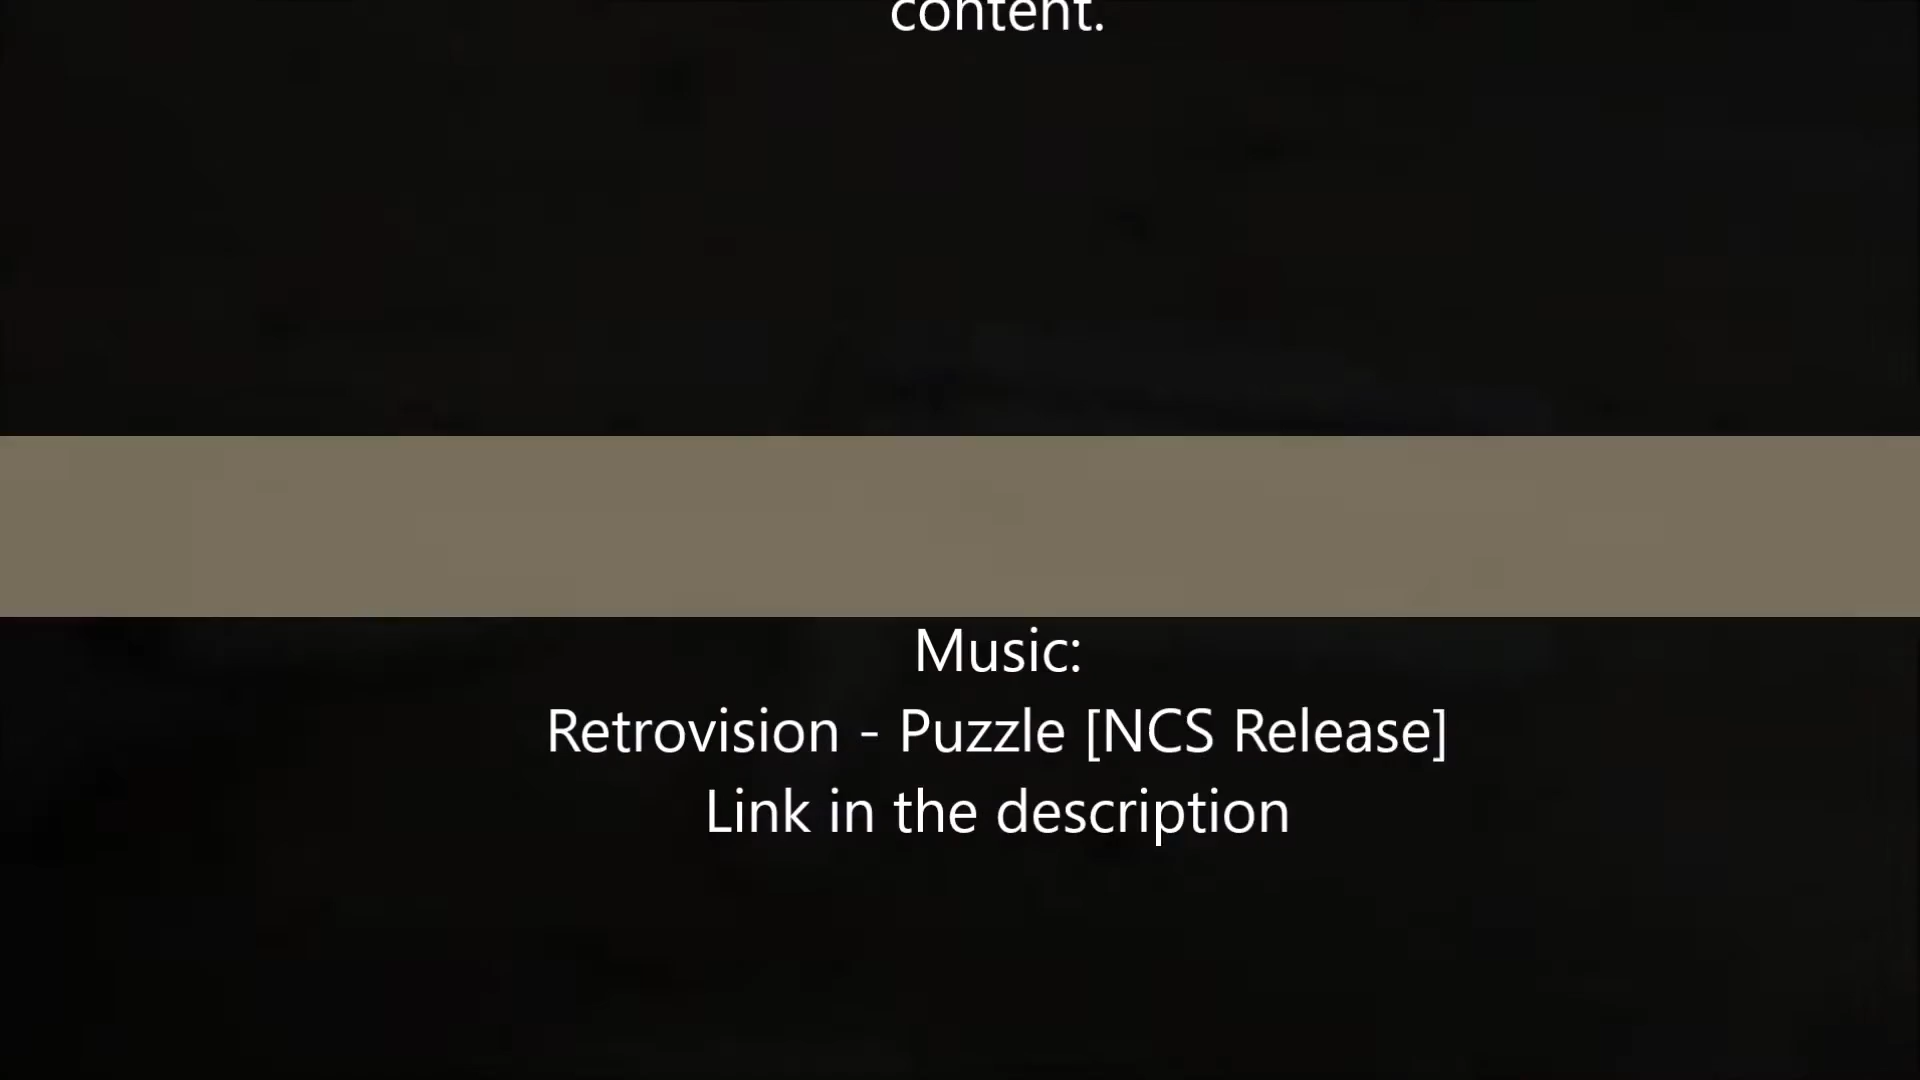 content.
Music:
Retrovision - Puzzle [NCS Release]
Link in the description